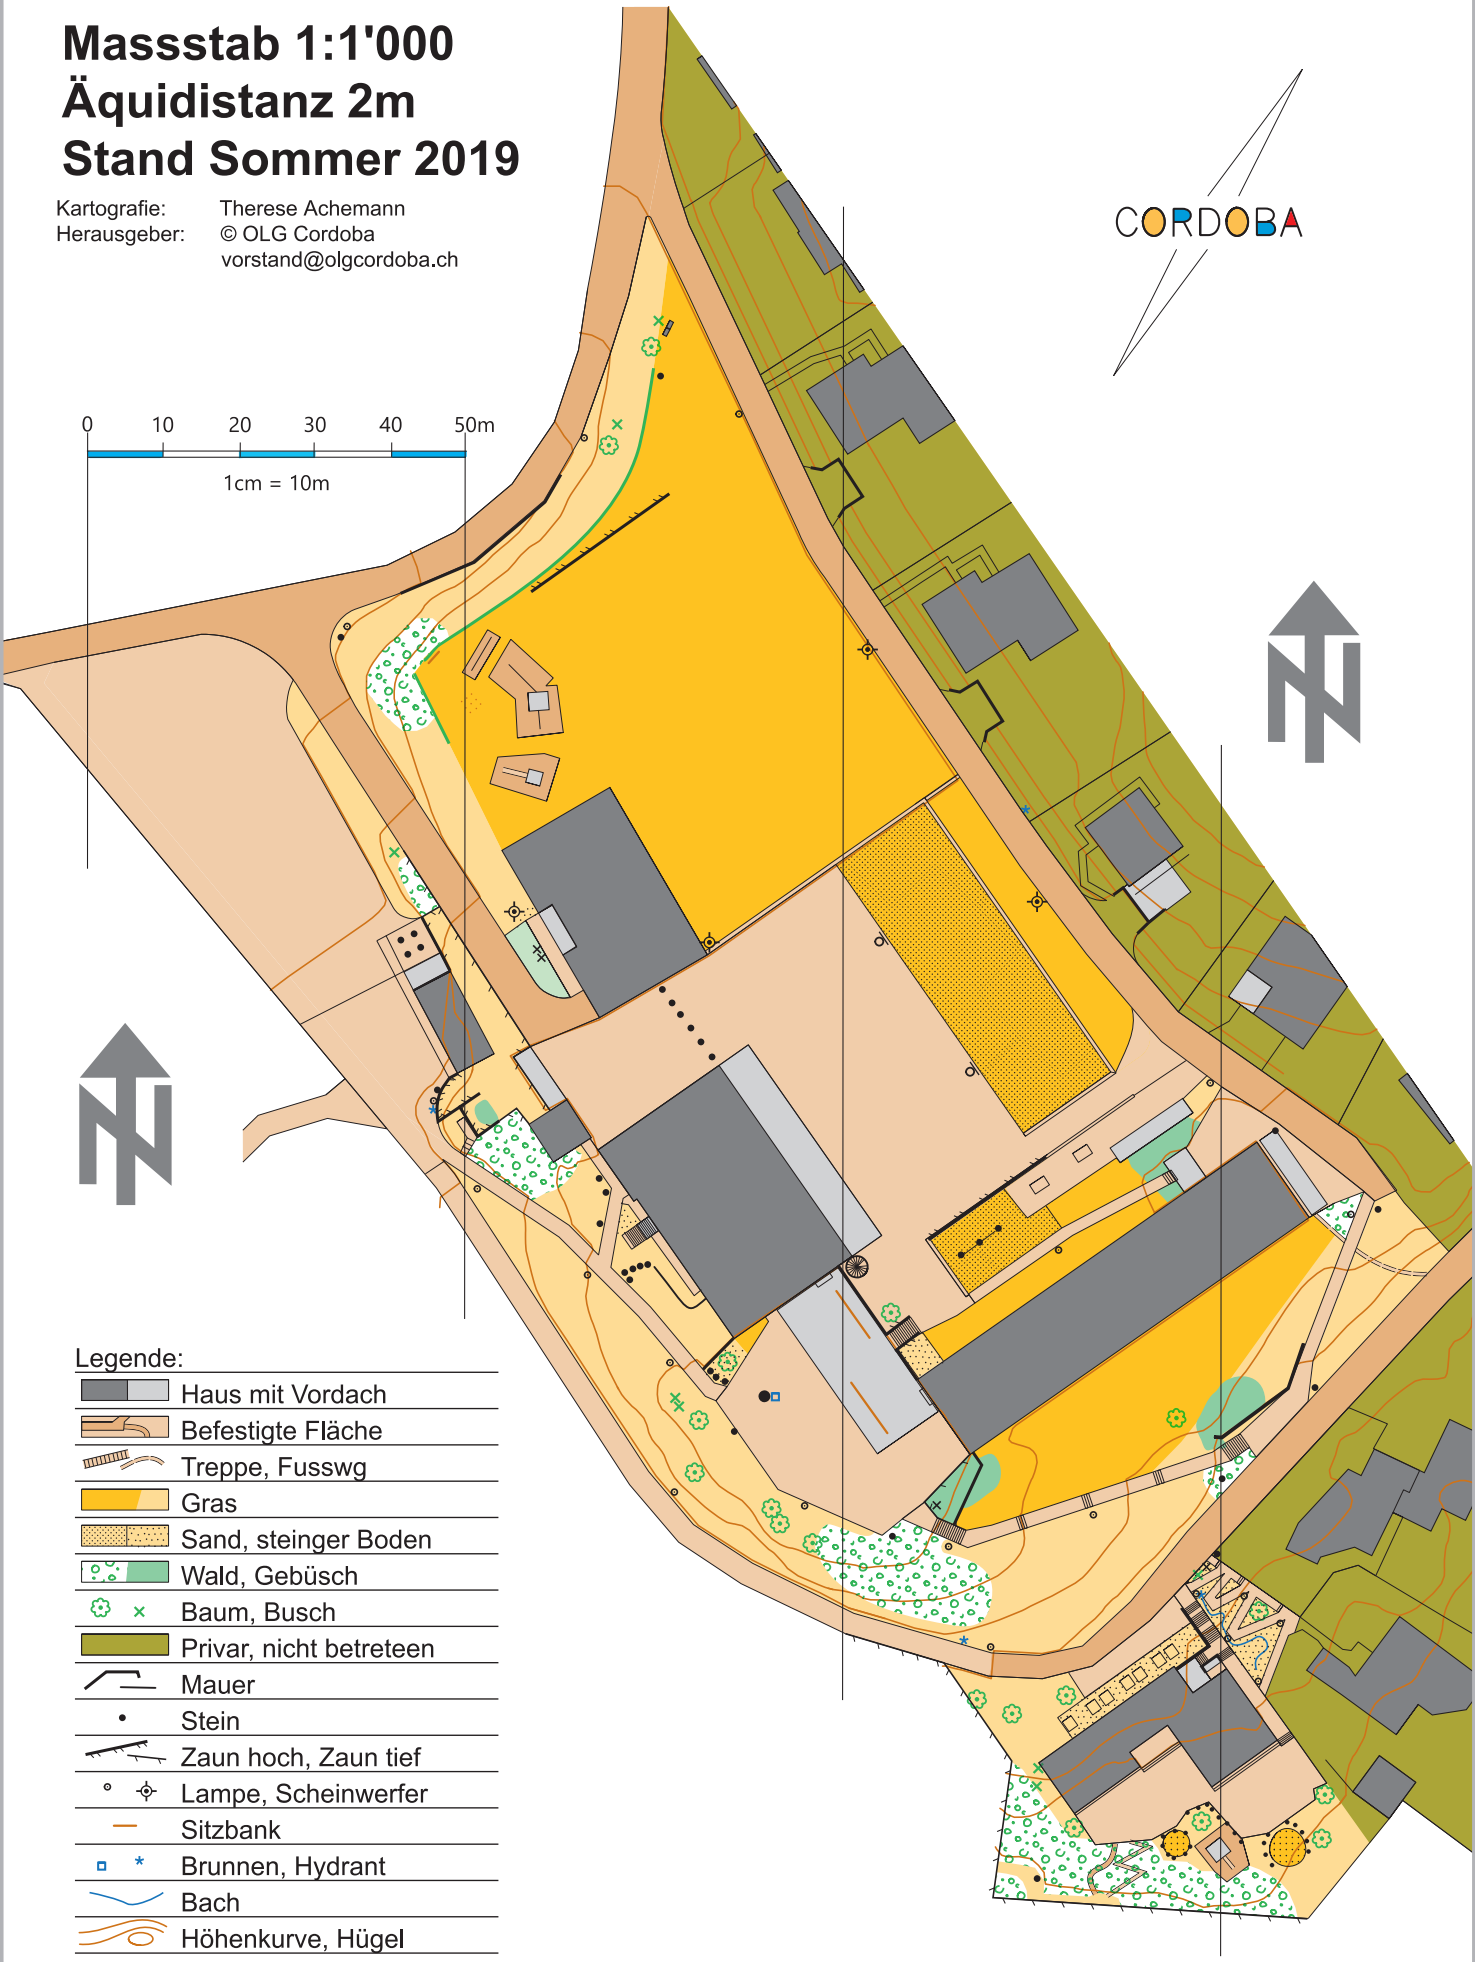 Massstab 1:1'000
Äquidistanz 2m
Stand Sommer 2019
Kartografie: Therese Achemann
Herausgeber: © OLG Cordoba
vorstand@olgcordoba.ch
CORDOBA
0 10 20 30 40 50m
1cm = 10m
N
N
Legende:
Haus mit Vordach
Befestigte Fläche
Treppe, Fusswg
Gras
Sand, steinger Boden
Wald, Gebüsch
Baum, Busch
Privar, nicht betreteen
Mauer
Stein
Zaun hoch, Zaun tief
Lampe, Scheinwerfer
Sitzbank
Brunnen, Hydrant
Bach
Höhenkurve, Hügel